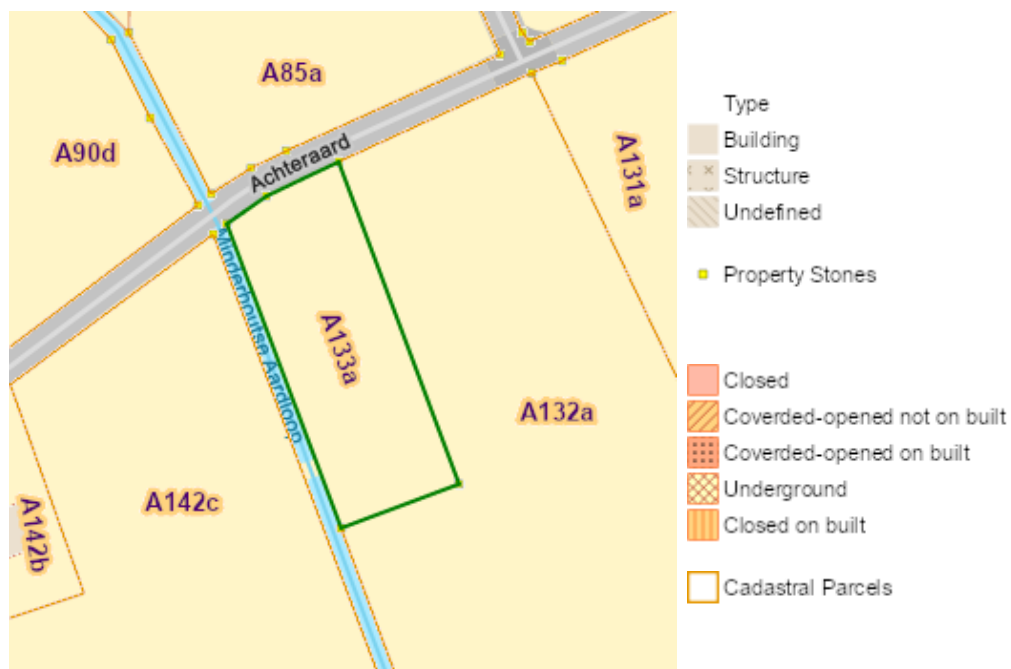 A85a
A90d
Achteraard
A131a
Minderhoutse Aardloop
A133a
A132a
A142c
A142b
Type
Building
Structure
Undefined
Property Stones
Closed
Coverded-opened not on built
Coverded-opened on built
Underground
Closed on built
Cadastral Parcels